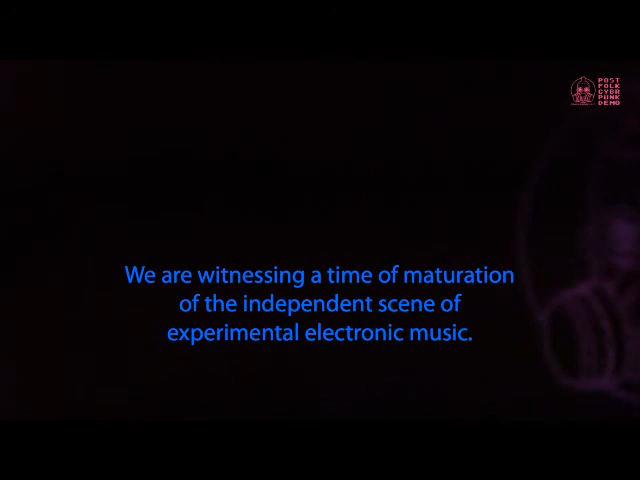 POST
FOLK
CYBR
PUNK
DEMO
We are witnessing a time of maturation
of the independent scene of
experimental electronic music.